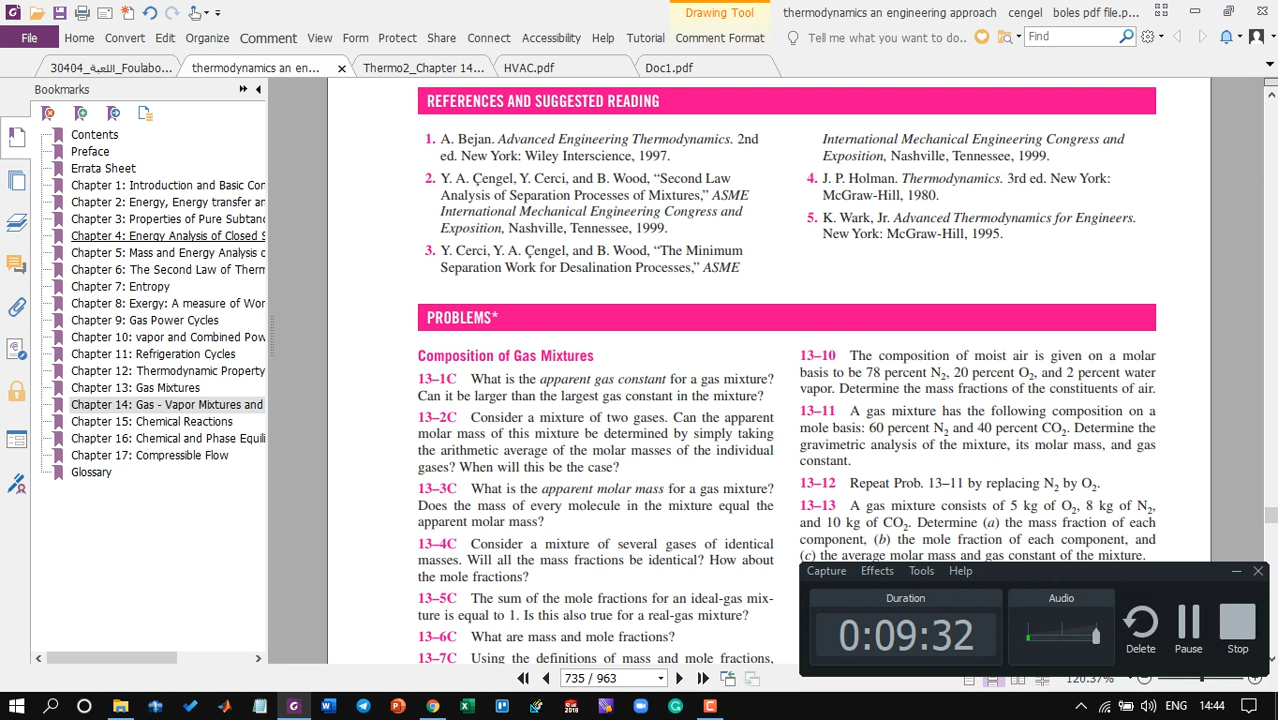 Drawing Tool
thermodynamics an engineering approach cengel boles pdf file.p...
File Home Convert Edit Organize Comment View Form Protect Share Connect Accessibility Help Tutorial Comment Format Tell me what you want to do.. Find
30404_اللعبة_Foulabo... thermodynamics an en... Thermo2_Chapter 14... HVAC.pdf Doc1.pdf
Bookmarks
Contents
Preface
Errata Sheet
Chapter 1: Introduction and Basic Con
Chapter 2: Energy, Energy transfer an
Chapter 3: Properties of Pure Subtanc
Chapter 4: Energy Analysis of Closed S
Chapter 5: Mass and Energy Analysis o
Chapter 6: The Second Law of Therm
Chapter 7: Entropy
Chapter 8: Exergy: A measure of Wor
Chapter 9: Gas Power Cycles
Chapter 10: vapor and Combined Pow
Chapter 11: Refrigeration Cycles
Chapter 12: Thermodynamic Property
Chapter 13: Gas Mixtures
Chapter 14: Gas - Vapor Mixtures and
Chapter 15: Chemical Reactions
Chapter 16: Chemical and Phase Equili
Chapter 17: Compressible Flow
Glossary
REFERENCES AND SUGGESTED READING
1. A. Bejan. Advanced Engineering Thermodynamics. 2nd
ed. New York: Wiley Interscience, 1997.
2. Y. A. Çengel, Y. Cerci, and B. Wood, “Second Law
Analysis of Separation Processes of Mixtures,” ASME
International Mechanical Engineering Congress and
Exposition, Nashville, Tennessee, 1999.
3. Y. Cerci, Y. A. Çengel, and B. Wood, “The Minimum
Separation Work for Desalination Processes,” ASME
International Mechanical Engineering Congress and
Exposition, Nashville, Tennessee, 1999.
4. J. P. Holman. Thermodynamics. 3rd ed. New York:
McGraw-Hill, 1980.
5. K. Wark, Jr. Advanced Thermodynamics for Engineers.
New York: McGraw-Hill, 1995.
PROBLEMS*
Composition of Gas Mixtures
13–1C What is the apparent gas constant for a gas mixture?
Can it be larger than the largest gas constant in the mixture?
13–2C Consider a mixture of two gases. Can the apparent
molar mass of this mixture be determined by simply taking
the arithmetic average of the molar masses of the individual
gases? When will this be the case?
13–3C What is the apparent molar mass for a gas mixture?
Does the mass of every molecule in the mixture equal the
apparent molar mass?
13–4C Consider a mixture of several gases of identical
masses. Will all the mass fractions be identical? How about
the mole fractions?
13–5C The sum of the mole fractions for an ideal-gas mix-
ture is equal to 1. Is this also true for a real-gas mixture?
13–6C What are mass and mole fractions?
13–7C Using the definitions of mass and mole fractions,
13–10 The composition of moist air is given on a molar
basis to be 78 percent N₂, 20 percent O₂, and 2 percent water
vapor. Determine the mass fractions of the constituents of air.
13–11 A gas mixture has the following composition on a
mole basis: 60 percent N₂ and 40 percent CO₂. Determine the
gravimetric analysis of the mixture, its molar mass, and gas
constant.
13–12 Repeat Prob. 13–11 by replacing N₂ by O₂.
13–13 A gas mixture consists of 5 kg of O₂, 8 kg of N₂,
and 10 kg of CO₂. Determine (a) the mass fraction of each
component, (b) the mole fraction of each component, and
(c) the average molar mass and gas constant of the mixture.
Capture Effects Tools Help
Duration Audio
0:09:32
Delete Pause Stop
735 / 963
120.37%
2018
ENG 14:44